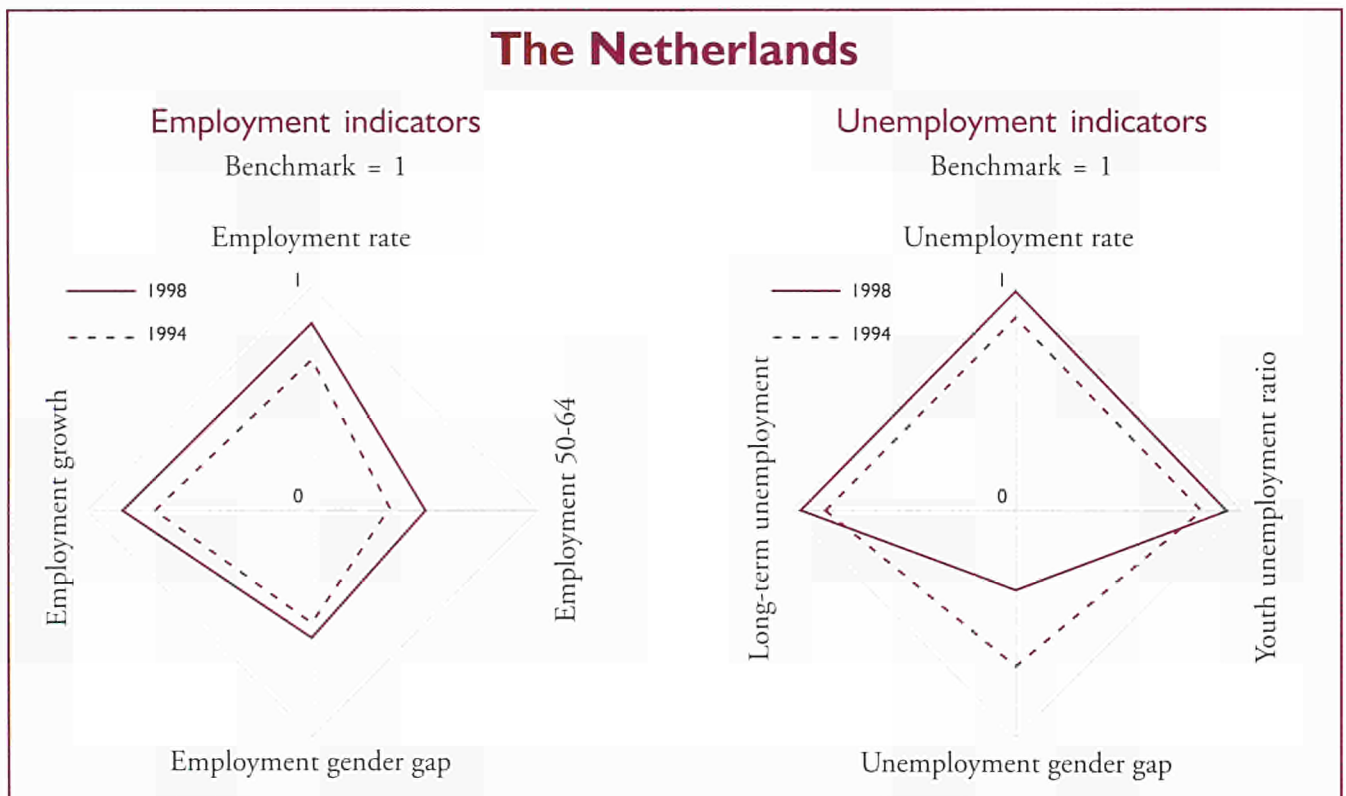 The Netherlands
Employment indicators
Benchmark = 1
Employment rate
1
1998
1994
Employment growth
0
Employment 50-64
Employment gender gap
Unemployment indicators
Benchmark = 1
Unemployment rate
1
1998
1994
Long-term unemployment
0
Youth unemployment ratio
Unemployment gender gap